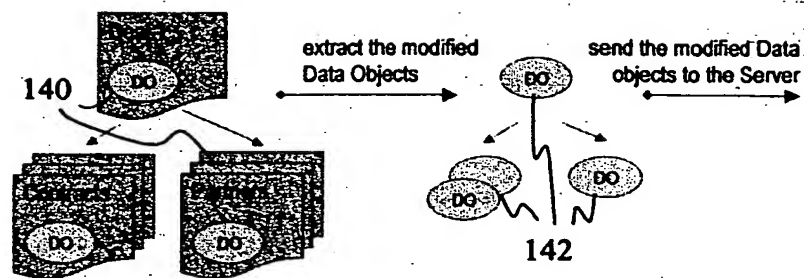 DO
extract the modified
Data Objects
send the modified Data
objects to the Server
140
DO
DO
DO
DO
DO
DO
142